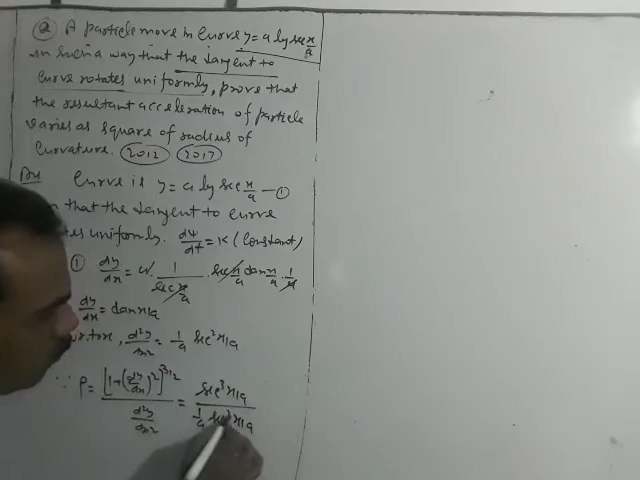 Q. A particle move in curve y = a log sec x/a
in such a way that the tangent to
curve rotates uniformly, prove that
the resultant acceleration of particle
varies as square of radius of
curvature. 2012 2017
Curve is y = a log sec x/a — ①
that the tangent to curve
uniformly. dψ/dt = K (constant)
① dy/dx = a. 1/(sec x/a) . sec x/a tan x/a . 1/a
dy/dx = tan x/a
w.r. to x, d²y/dx² = 1/a sec² x/a
∵ ρ = [1+(dy/dx)²]^3/2 / (d²y/dx²) = sec³ x/a / (1/a sec² x/a)